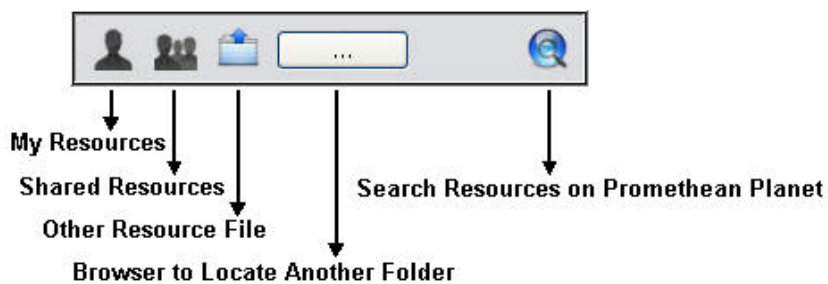 ...
My Resources
Shared Resources
Search Resources on Promethean Planet
Other Resource File
Browser to Locate Another Folder